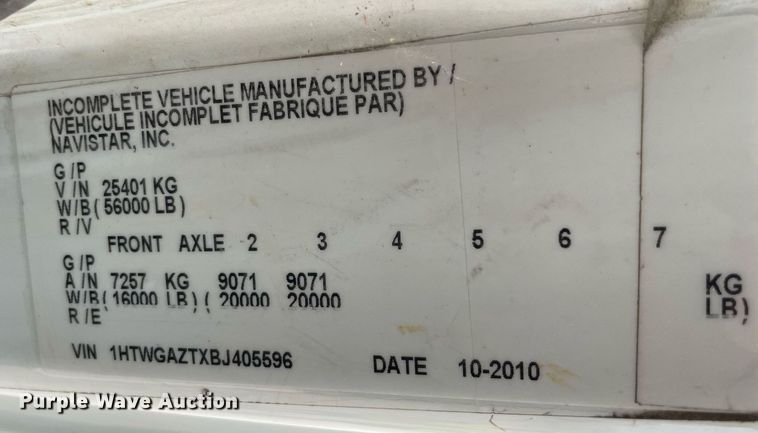 INCOMPLETE VEHICLE MANUFACTURED BY /
(VEHICULE INCOMPLET FABRIQUE PAR)
NAVISTAR, INC.
G /P
V /N 25401 KG
W/B( 56000 LB )
R /V
FRONT AXLE 2 3 4 5 6 7
G /P
A /N 7257 KG 9071 9071 KG
W/B( 16000 LB ) ( 20000 20000 LB)
R /E
VIN 1HTWGAZTXBJ405596 DATE 10-2010
Purple Wave Auction